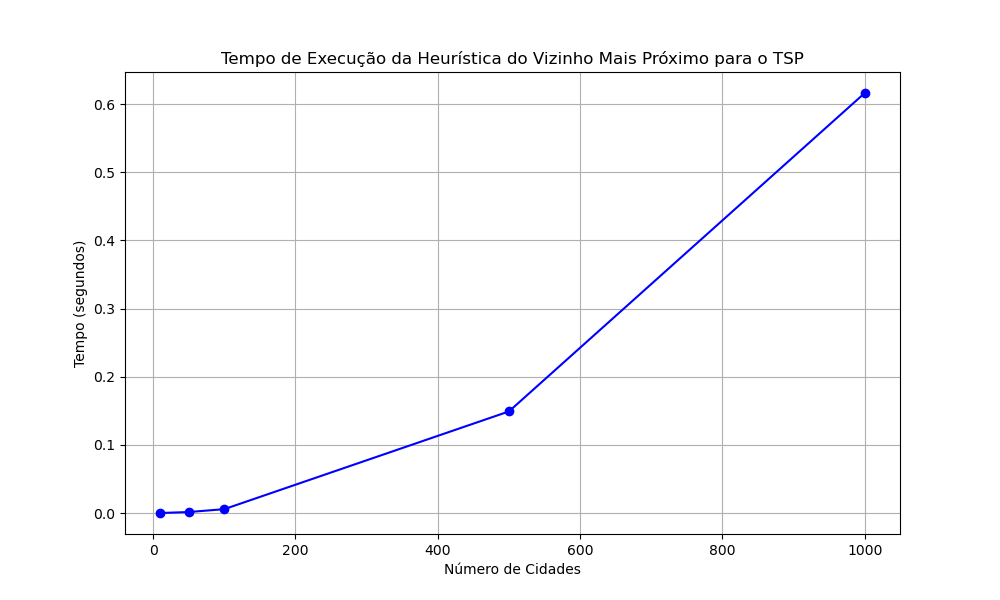 Tempo de Execução da Heurística do Vizinho Mais Próximo para o TSP
0.6
0.5
0.4
0.3
0.2
0.1
0.0
Tempo (segundos)
0 200 400 600 800 1000
Número de Cidades